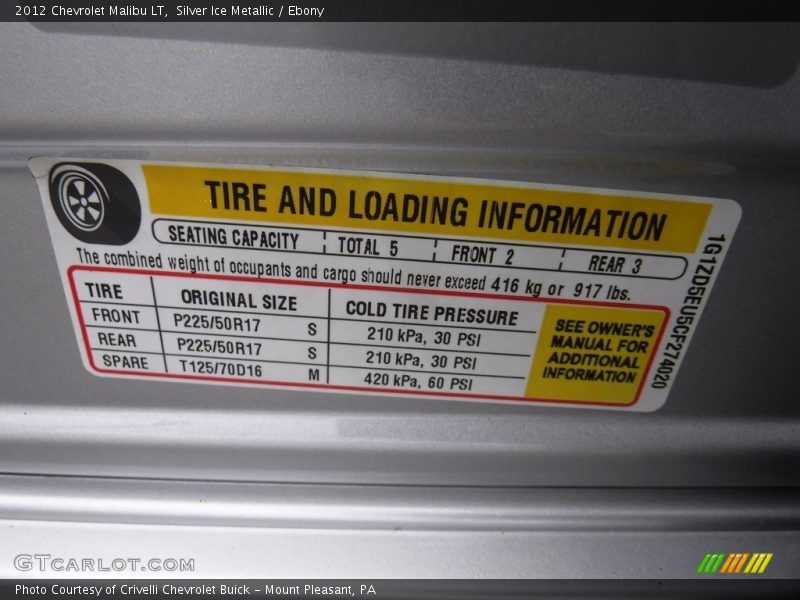 2012 Chevrolet Malibu LT, Silver Ice Metallic / Ebony
TIRE AND LOADING INFORMATION
SEATING CAPACITY TOTAL 5 FRONT 2 REAR 3
The combined weight of occupants and cargo should never exceed 416 kg or 917 lbs.
TIRE ORIGINAL SIZE COLD TIRE PRESSURE
FRONT P225/50R17 S 210 kPa, 30 PSI
REAR P225/50R17 S 210 kPa, 30 PSI
SPARE T125/70D16 M 420 kPa, 60 PSI
SEE OWNER'S
MANUAL FOR
ADDITIONAL
INFORMATION
1G1ZD5EU5CF274020
GTCARLOT.COM
Photo Courtesy of Crivelli Chevrolet Buick - Mount Pleasant, PA